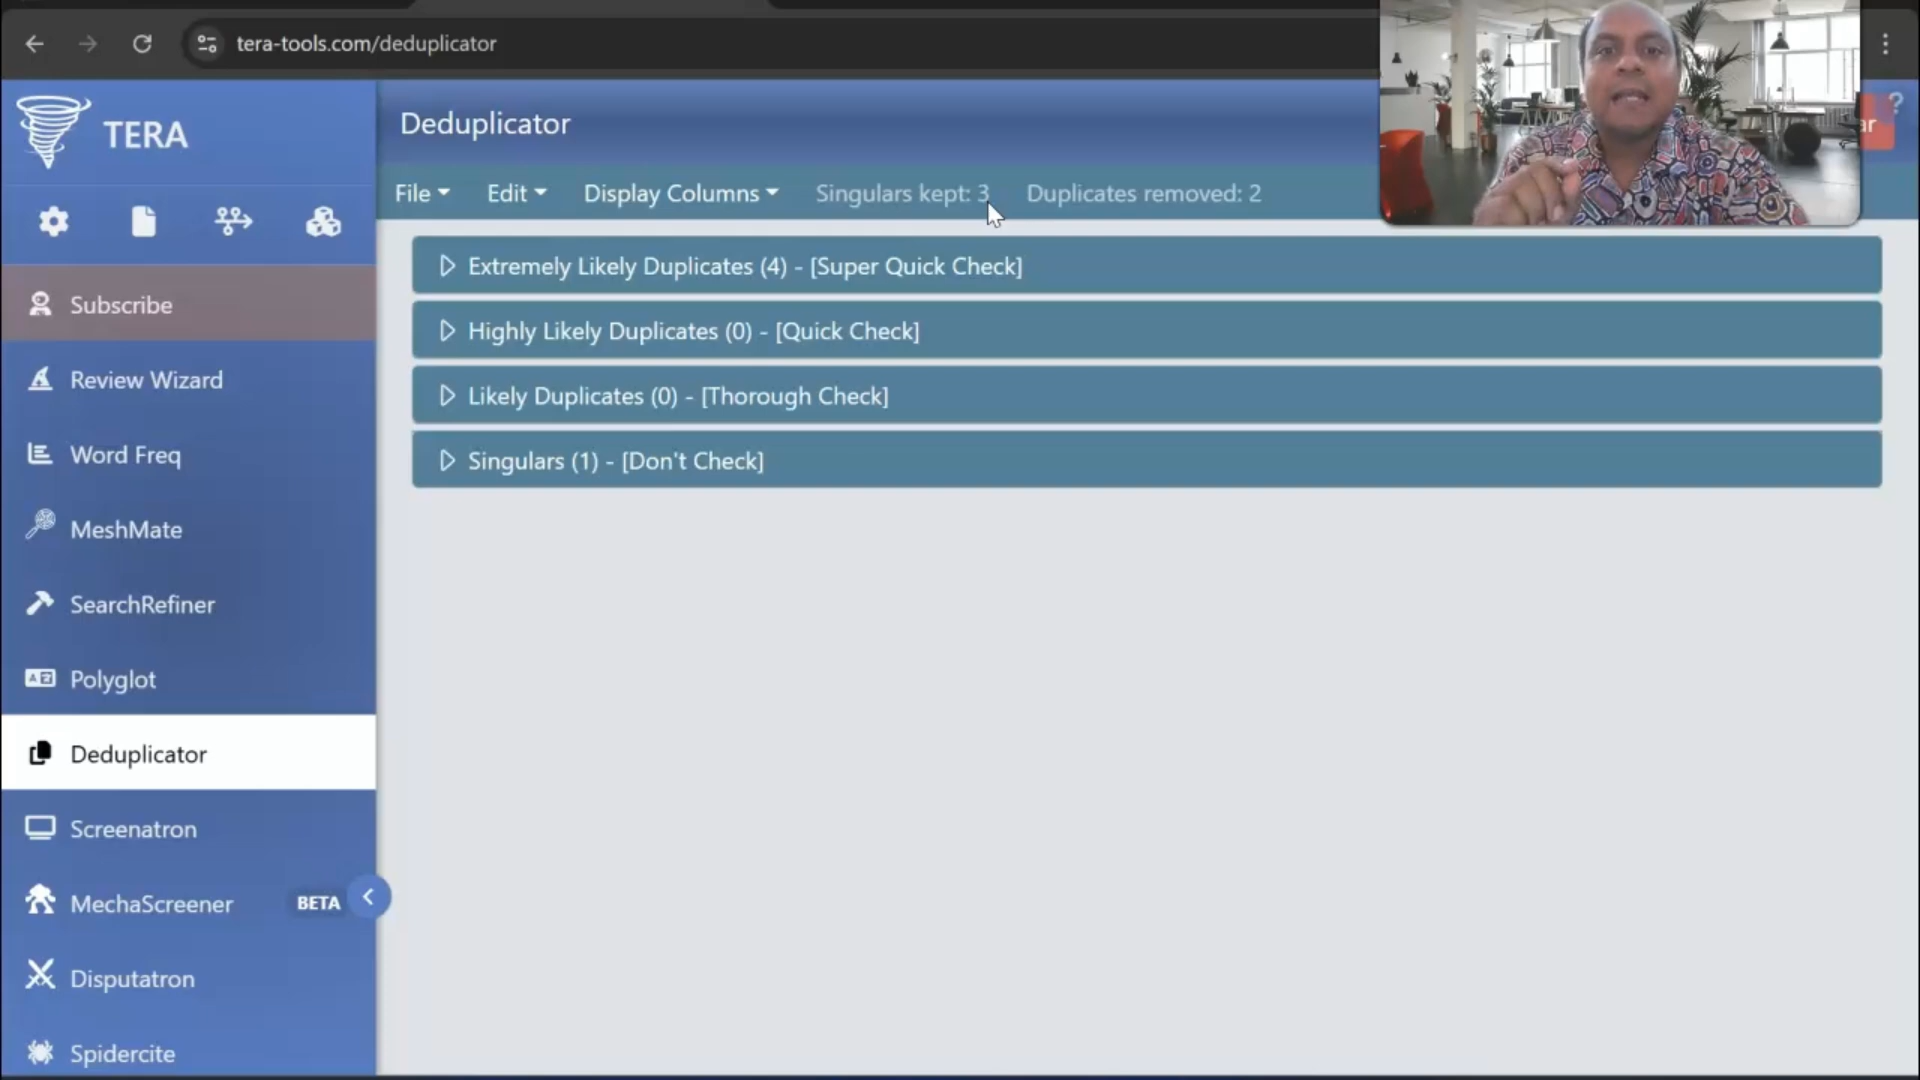 tera-tools.com/deduplicator
TERA
Deduplicator
ar
?
File
Edit
Display Columns
Singulars kept: 3
Duplicates removed: 2
Extremely Likely Duplicates (4) - [Super Quick Check]
Highly Likely Duplicates (0) - [Quick Check]
Likely Duplicates (0) - [Thorough Check]
Singulars (1) - [Don't Check]
Subscribe
Review Wizard
Word Freq
MeshMate
SearchRefiner
Polyglot
Deduplicator
Screenatron
MechaScreener BETA
Disputatron
Spidercite